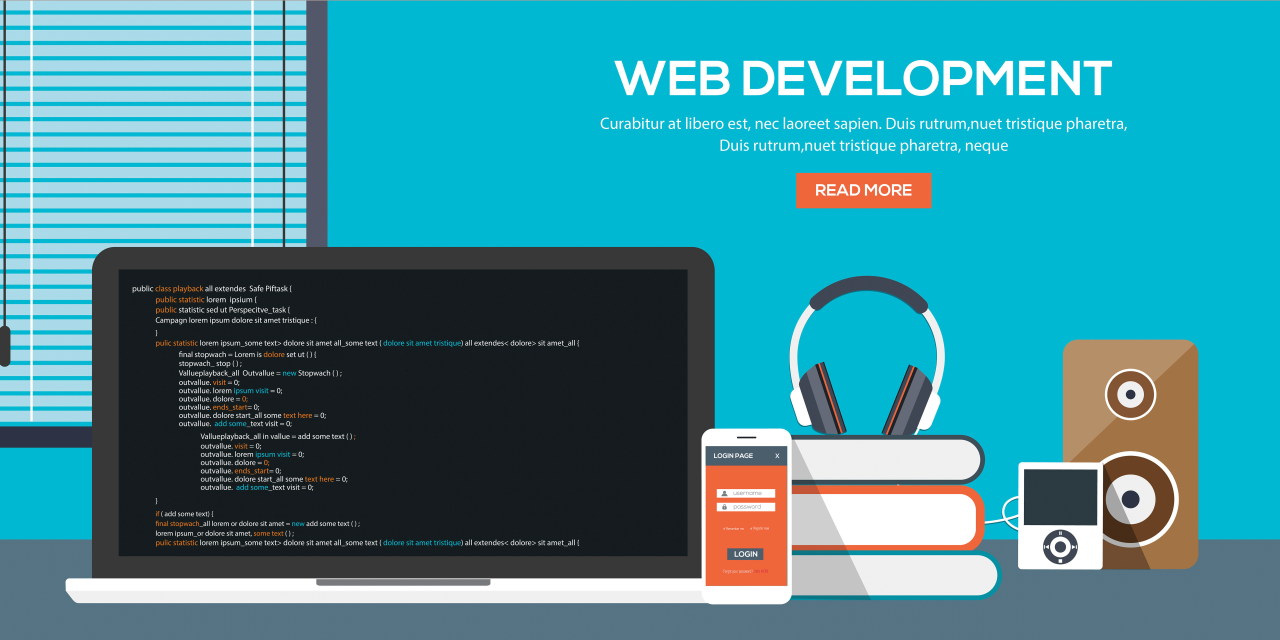 WEB DEVELOPMENT
Curabitur at libero est, nec laoreet sapien. Duis rutrum,nuet tristique pharetra,
Duis rutrum,nuet tristique pharetra, neque
READ MORE
public class playback all extendes Safe Piftask {
public statistic lorem ipsium {
public statistic sed ut Perspecitve_task {
Campagn lorem ipsum dolore sit amet tristique : {
}
pulic statistic lorem ipsum_some text> dolore sit amet all_some text ( dolore sit amet tristique) all extendes< dolore> sit amet_all {
final stopwach = Lorem is dolore set ut ( ) {
stopwach_ stop ( ) ;
Vallueplayback_all Outvallue = new Stopwach ( ) ;
outvallue. visit = 0;
outvallue. lorem ipsum visit = 0;
outvallue. dolore = 0;
outvallue. ends_start= 0;
outvallue. dolore start_all some text here = 0;
outvallue. add some_text visit = 0;
Vallueplayback_all in value = add some text ( ) ;
outvallue. visit = 0;
outvallue. lorem ipsum visit = 0;
outvallue. dolore = 0;
outvallue. ends_start= 0;
outvallue. dolore start_all some text here = 0;
outvallue. add some_text visit = 0;
}
if ( add some text) {
final stopwach_all lorem or dolore sit amet = new add some text ( ) ;
lorem ipsum_or dolore sit amet, some text ( ) ;
pulic statistic lorem ipsum_some text> dolore sit amet all_some text ( dolore sit amet tristique) all extendes< dolore> sit amet_all {
LOGIN PAGE X
username
password
LOGIN